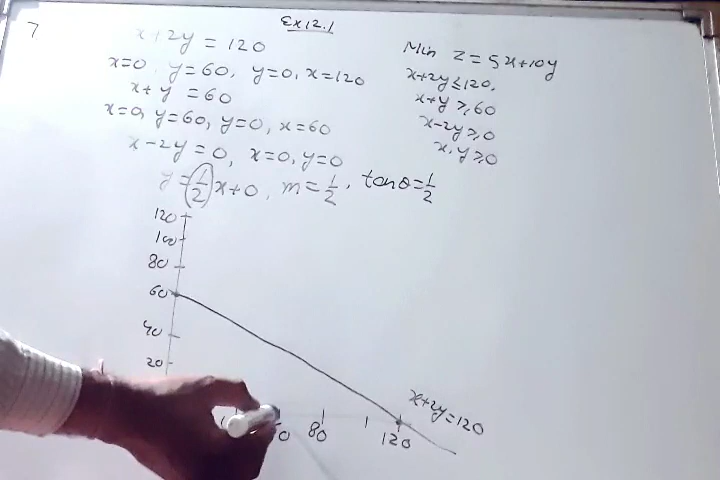 Ex 12.1
7
x+2y = 120
x=0 y=60, y=0, x=120
x+y = 60
x=0, y=60, y=0, x=60
x-2y=0, x=0, y=0
y=1/2 x+0, m=1/2, tanθ=1/2
Min Z = 5x+10y
x+2y≤120,
x+y≥60
x-2y≥0
x,y≥0
120
100
80
60
40
20
80
120
x+2y=120